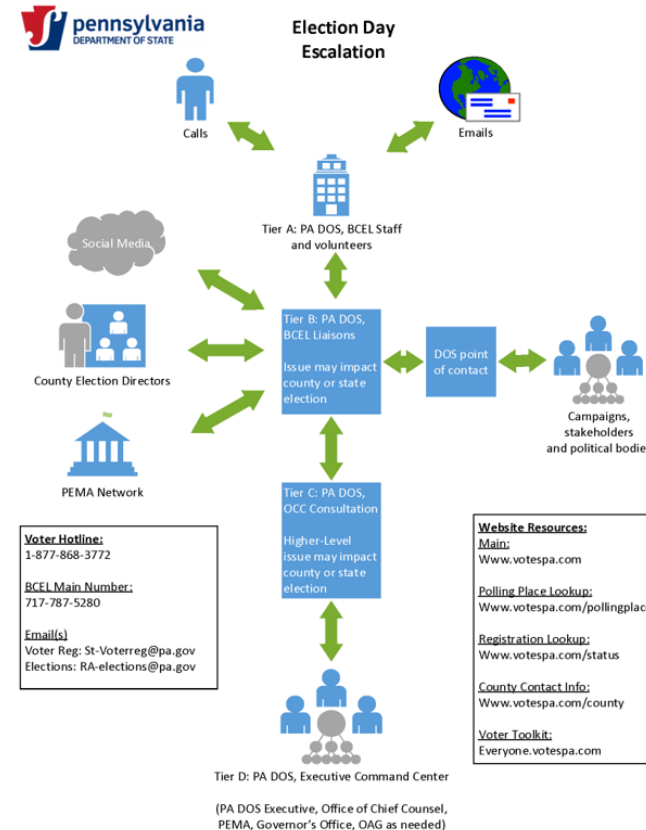 pennsylvania
DEPARTMENT OF STATE
Election Day
Escalation
Calls
Emails
Tier A: PA DOS, BCEL Staff
and volunteers
Social Media
Tier B: PA DOS,
BCEL Liaisons
Issue may impact
county or state
election
DOS point
of contact
County Election Directors
Campaigns,
stakeholders
and political bodie
PEMA Network
Tier C: PA DOS,
OCC Consultation
Higher-Level
issue may impact
county or state
election
Voter Hotline:
1-877-868-3772
BCEL Main Number:
717-787-5280
Email(s)
Voter Reg: St-Voterreg@pa.gov
Elections: RA-elections@pa.gov
Website Resources:
Main:
Www.votespa.com
Polling Place Lookup:
Www.votespa.com/pollingplace
Registration Lookup:
Www.votespa.com/status
County Contact Info:
Www.votespa.com/county
Voter Toolkit:
Everyone.votespa.com
Tier D: PA DOS, Executive Command Center
(PA DOS Executive, Office of Chief Counsel,
PEMA, Governor's Office, OAG as needed)